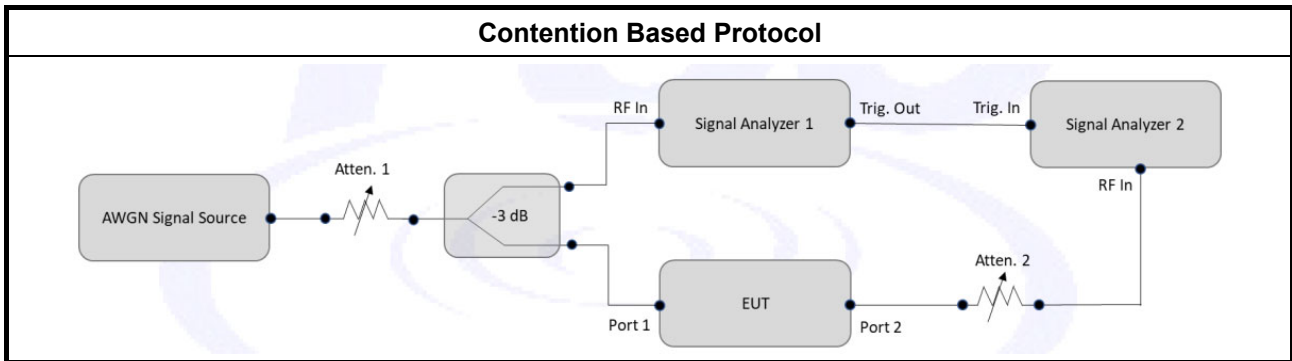 Contention Based Protocol
RF In
Signal Analyzer 1
Trig. Out
Trig. In
Signal Analyzer 2
RF In
Atten. 1
AWGN Signal Source
-3 dB
Atten. 2
EUT
Port 1
Port 2